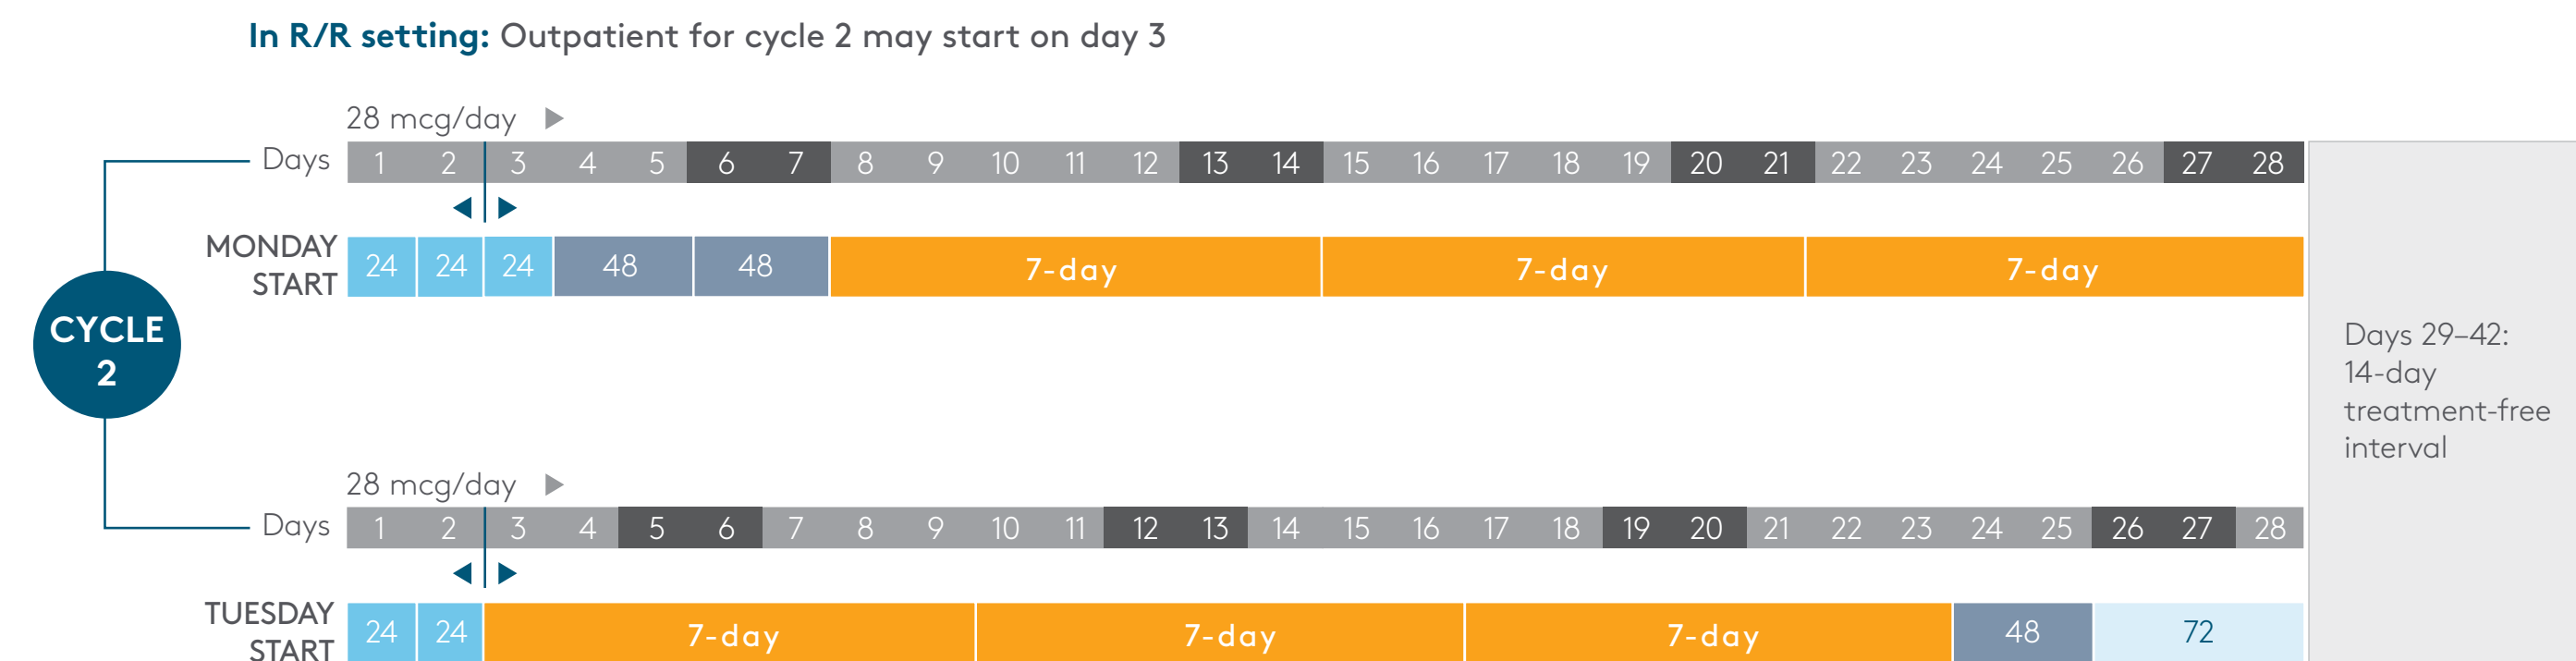 In R/R setting: Outpatient for cycle 2 may start on day 3
28 mcg/day
Days 1 2 3 4 5 6 7 8 9 10 11 12 13 14 15 16 17 18 19 20 21 22 23 24 25 26 27 28
MONDAY
START
24 24 24 48 48 7-day 7-day 7-day
CYCLE
2
Days 29–42:
14-day
treatment-free
interval
28 mcg/day
Days 1 2 3 4 5 6 7 8 9 10 11 12 13 14 15 16 17 18 19 20 21 22 23 24 25 26 27 28
TUESDAY
START
24 24 7-day 7-day 7-day 48 72